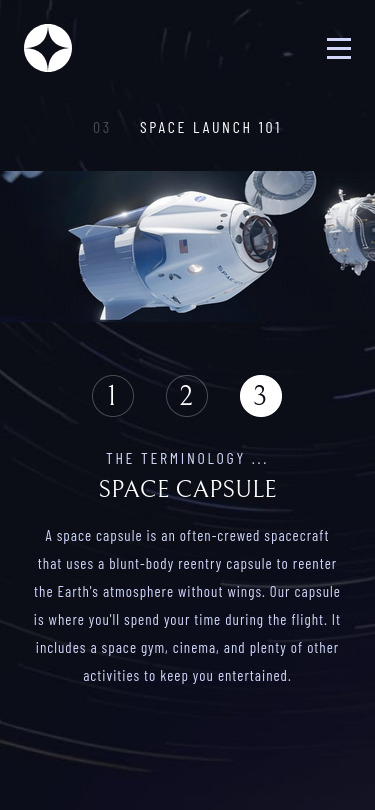 03 SPACE LAUNCH 101
SPACEX
1 2 3
THE TERMINOLOGY ...
SPACE CAPSULE
A space capsule is an often-crewed spacecraft
that uses a blunt-body reentry capsule to reenter
the Earth's atmosphere without wings. Our capsule
is where you'll spend your time during the flight. It
includes a space gym, cinema, and plenty of other
activities to keep you entertained.